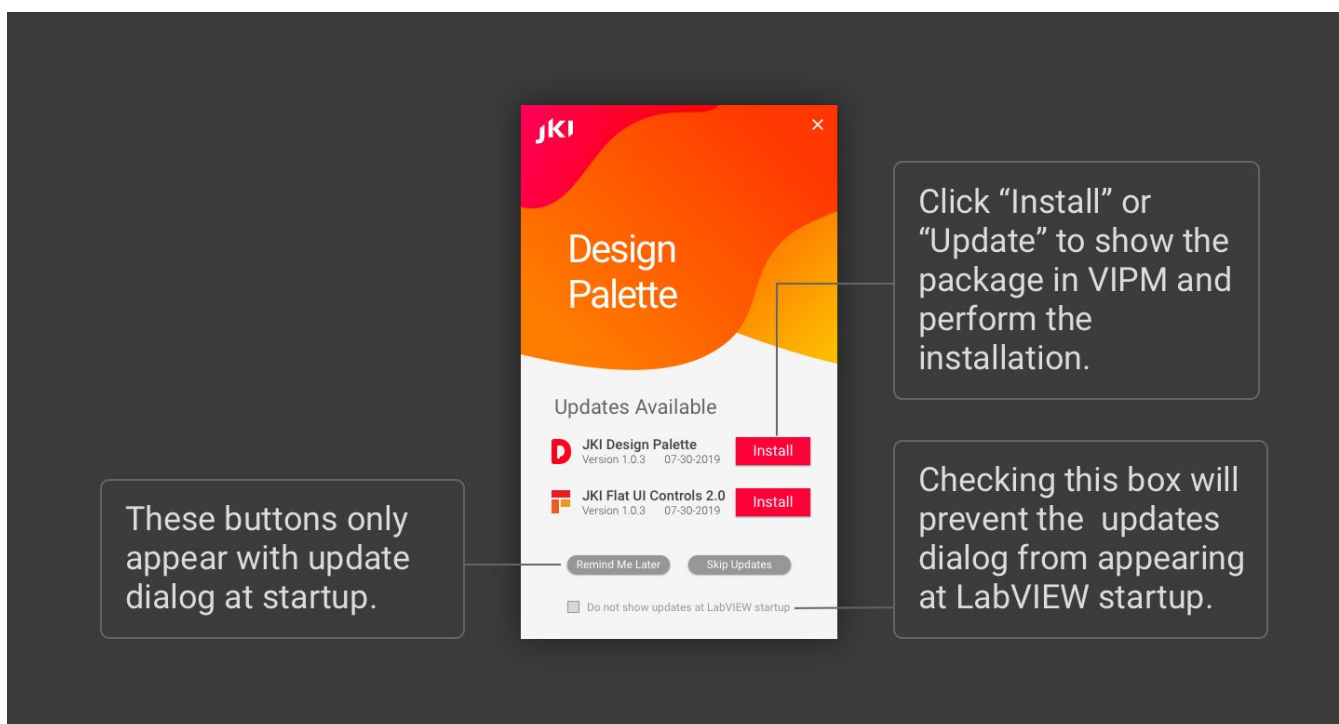 JKI
×
Design
Palette
Updates Available
D JKI Design Palette
Version 1.0.3 07-30-2019
Install
JKI Flat UI Controls 2.0
Version 1.0.3 07-30-2019
Install
Remind Me Later Skip Updates
Do not show updates at LabVIEW startup
Click “Install” or
“Update” to show the
package in VIPM and
perform the
installation.
Checking this box will
prevent the updates
dialog from appearing
at LabVIEW startup.
These buttons only
appear with update
dialog at startup.